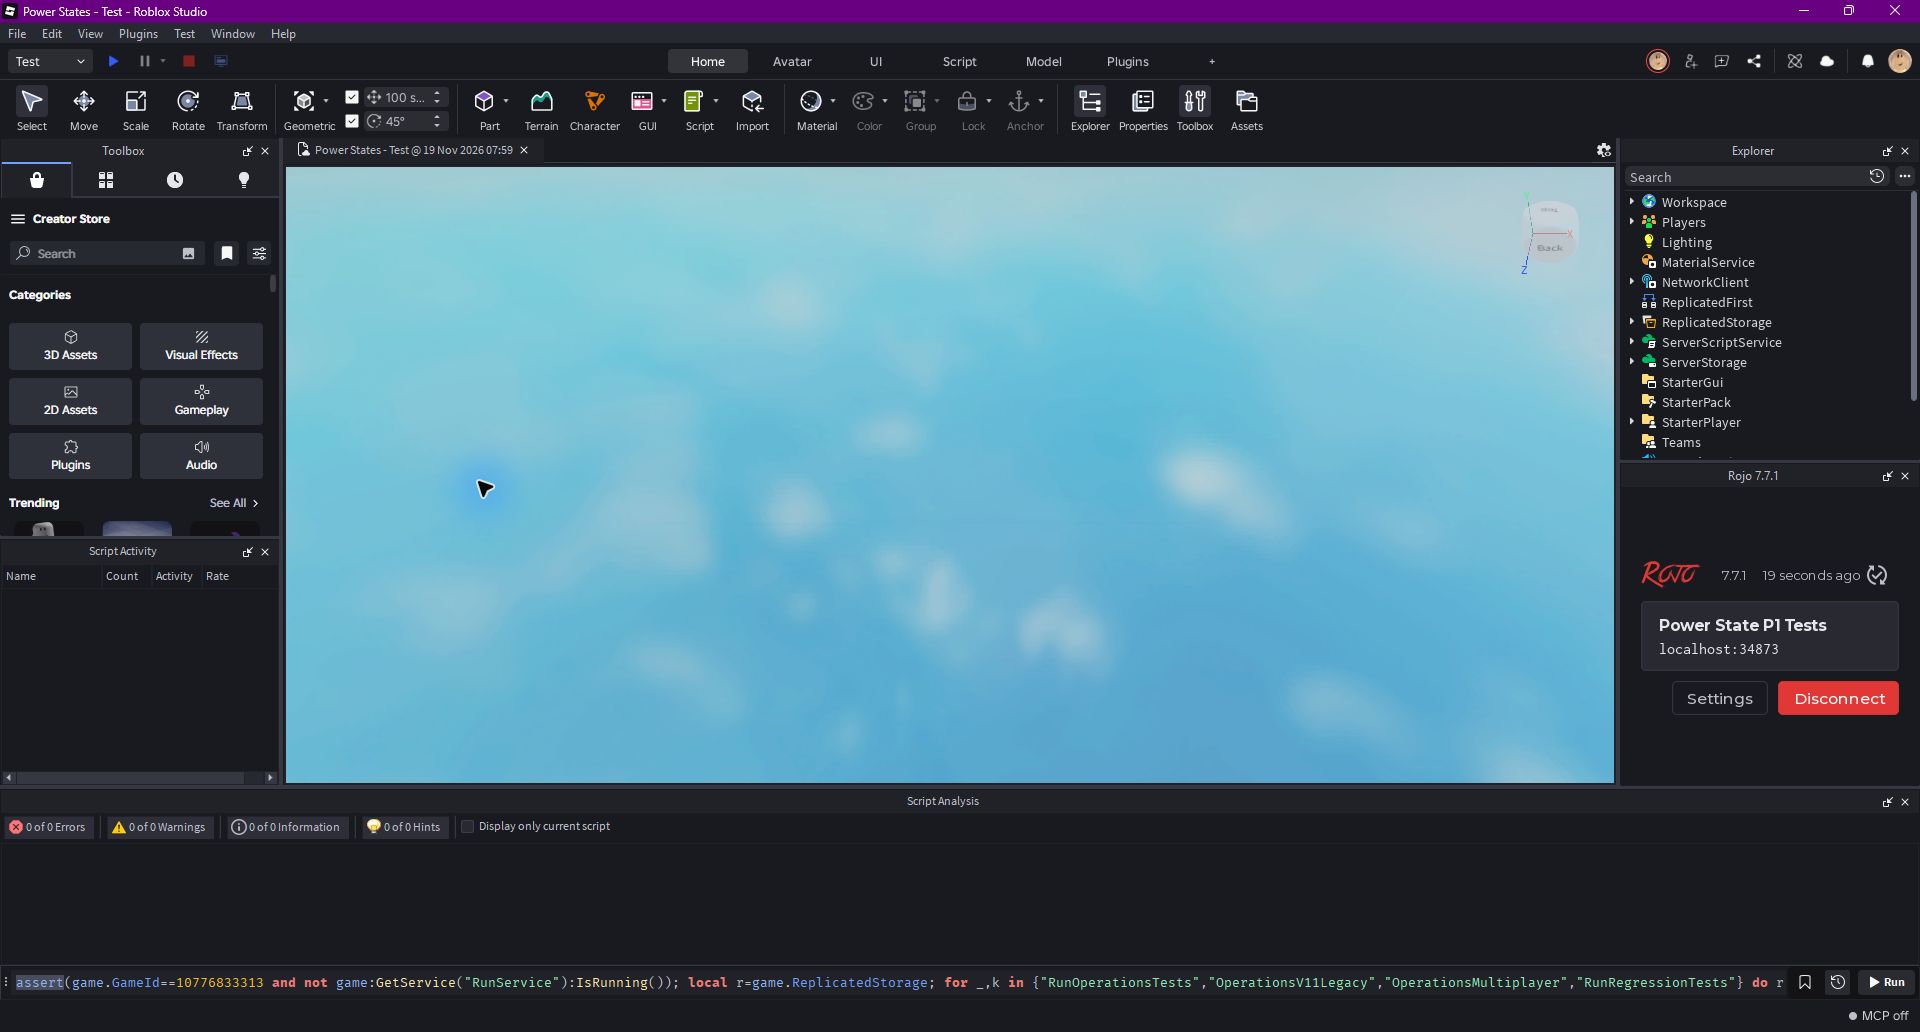 Power States - Test - Roblox Studio
File Edit View Plugins Test Window Help
Test
Home Avatar UI Script Model Plugins +
Select Move Scale Rotate Transform Geometric 100 s... 45° Part Terrain Character GUI Script Import Material Color Group Lock Anchor Explorer Properties Toolbox Assets
Toolbox
Power States - Test @ 19 Nov 2026 07:59
Explorer
Creator Store
Search
Categories
3D Assets
Visual Effects
2D Assets
Gameplay
Plugins
Audio
Trending
See All
Script Activity
Name Count Activity Rate
Y
X
Back
Z
Search
Workspace
Players
Lighting
MaterialService
NetworkClient
ReplicatedFirst
ReplicatedStorage
ServerScriptService
ServerStorage
StarterGui
StarterPack
StarterPlayer
Teams
Rojo 7.7.1
ROJO 7.7.1 19 seconds ago
Power State P1 Tests
localhost:34873
Settings Disconnect
Script Analysis
0 of 0 Errors 0 of 0 Warnings 0 of 0 Information 0 of 0 Hints Display only current script
assert(game.GameId==10776833313 and not game:GetService("RunService"):IsRunning()); local r=game.ReplicatedStorage; for _,k in {"RunOperationsTests","OperationsV11Legacy","OperationsMultiplayer","RunRegressionTests"} do r
Run
MCP off